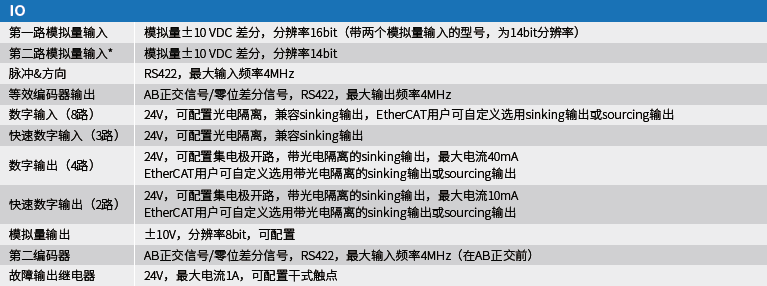 IO
第一路模拟量输入 模拟量±10 VDC 差分，分辨率16bit（带两个模拟量输入的型号，为14bit分辨率）
第二路模拟量输入* 模拟量±10 VDC 差分，分辨率14bit
脉冲&方向 RS422，最大输入频率4MHz
等效编码器输出 AB正交信号/零位差分信号，RS422，最大输出频率4MHz
数字输入（8路） 24V，可配置光电隔离，兼容sinking输出，EtherCAT用户可自定义选用sinking输出或sourcing输出
快速数字输入（3路） 24V，可配置光电隔离，兼容sinking输出
数字输出（4路） 24V，可配置集电极开路，带光电隔离的sinking输出，最大电流40mA
EtherCAT用户可自定义选用带光电隔离的sinking输出或sourcing输出
快速数字输出（2路） 24V，可配置集电极开路，带光电隔离的sinking输出，最大电流10mA
EtherCAT用户可自定义选用带光电隔离的sinking输出或sourcing输出
模拟量输出 ±10V，分辨率8bit，可配置
第二编码器 AB正交信号/零位差分信号，RS422，最大输入频率4MHz（在AB正交前）
故障输出继电器 24V，最大电流1A，可配置干式触点